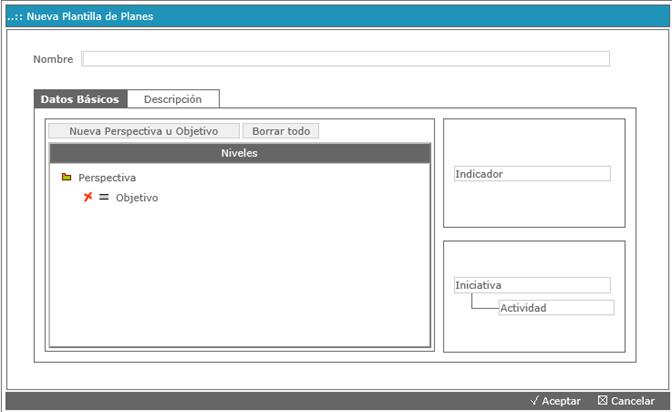 ..:: Nueva Plantilla de Planes
Nombre
Datos Básicos
Descripción
Nueva Perspectiva u Objetivo
Borrar todo
Niveles
Perspectiva
Objetivo
Indicador
Iniciativa
Actividad
Aceptar
Cancelar